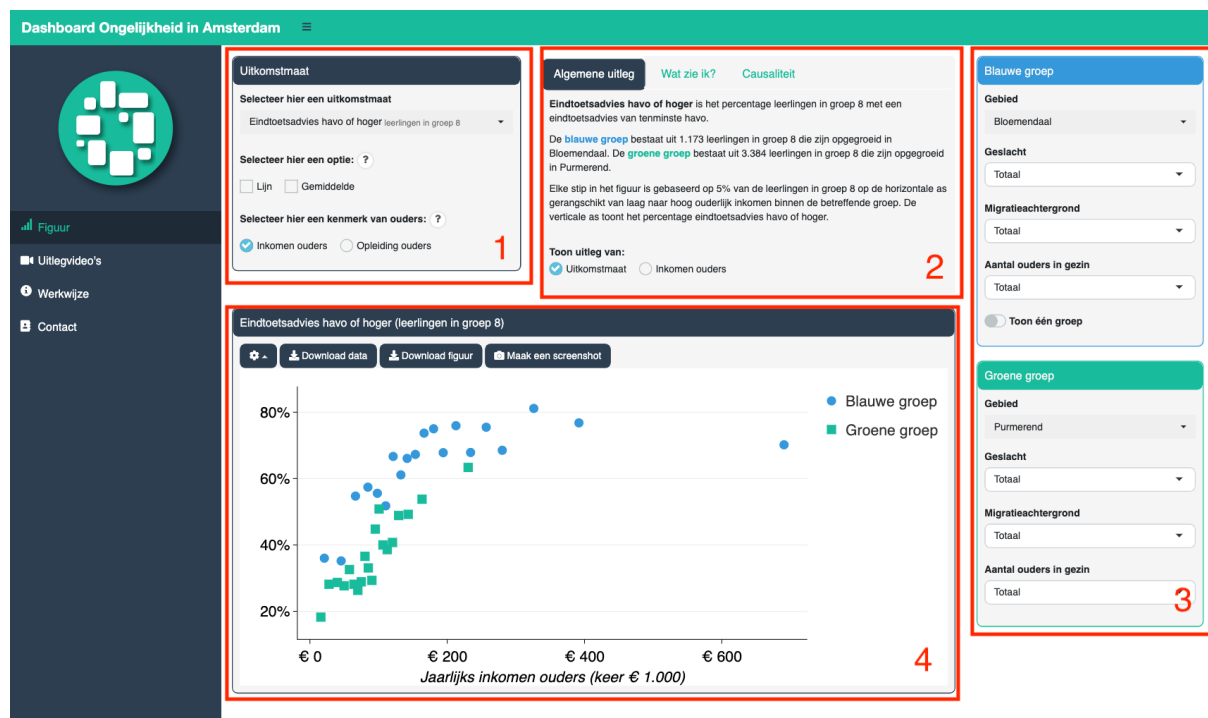 Dashboard Ongelijkheid in Amsterdam
Figuur
Uitlegvideo's
Werkwijze
Contact
Uitkomstmaat
Selecteer hier een uitkomstmaat
Eindtoetsadvies havo of hoger leerlingen in groep 8
Selecteer hier een optie: ?
Lijn Gemiddelde
Selecteer hier een kenmerk van ouders: ?
Inkomen ouders Opleiding ouders
1
Algemene uitleg Wat zie ik? Causaliteit
Eindtoetsadvies havo of hoger is het percentage leerlingen in groep 8 met een
eindtoetsadvies van tenminste havo.
De blauwe groep bestaat uit 1.173 leerlingen in groep 8 die zijn opgegroeid in
Bloemendaal. De groene groep bestaat uit 3.384 leerlingen in groep 8 die zijn opgegroeid
in Purmerend.
Elke stip in het figuur is gebaseerd op 5% van de leerlingen in groep 8 op de horizontale as
gerangschikt van laag naar hoog ouderlijk inkomen binnen de betreffende groep. De
verticale as toont het percentage eindtoetsadvies havo of hoger.
Toon uitleg van:
Uitkomstmaat Inkomen ouders
2
Blauwe groep
Gebied
Bloemendaal
Geslacht
Totaal
Migratieachtergrond
Totaal
Aantal ouders in gezin
Totaal
Toon één groep
Groene groep
Gebied
Purmerend
Geslacht
Totaal
Migratieachtergrond
Totaal
Aantal ouders in gezin
Totaal
3
Eindtoetsadvies havo of hoger (leerlingen in groep 8)
Download data Download figuur Maak een screenshot
80%
60%
40%
20%
€ 0 € 200 € 400 € 600
Jaarlijks inkomen ouders (keer € 1.000)
Blauwe groep
Groene groep
4